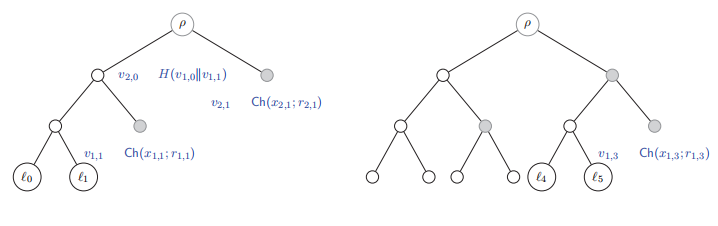 ρ ρ
v₂,₀ H(v₁,₀‖v₁,₁)
v₂,₁ Ch(x₂,₁; r₂,₁)
v₁,₁ Ch(x₁,₁; r₁,₁) v₁,₃ Ch(x₁,₃; r₁,₃)
ℓ₀ ℓ₁ ℓ₄ ℓ₅